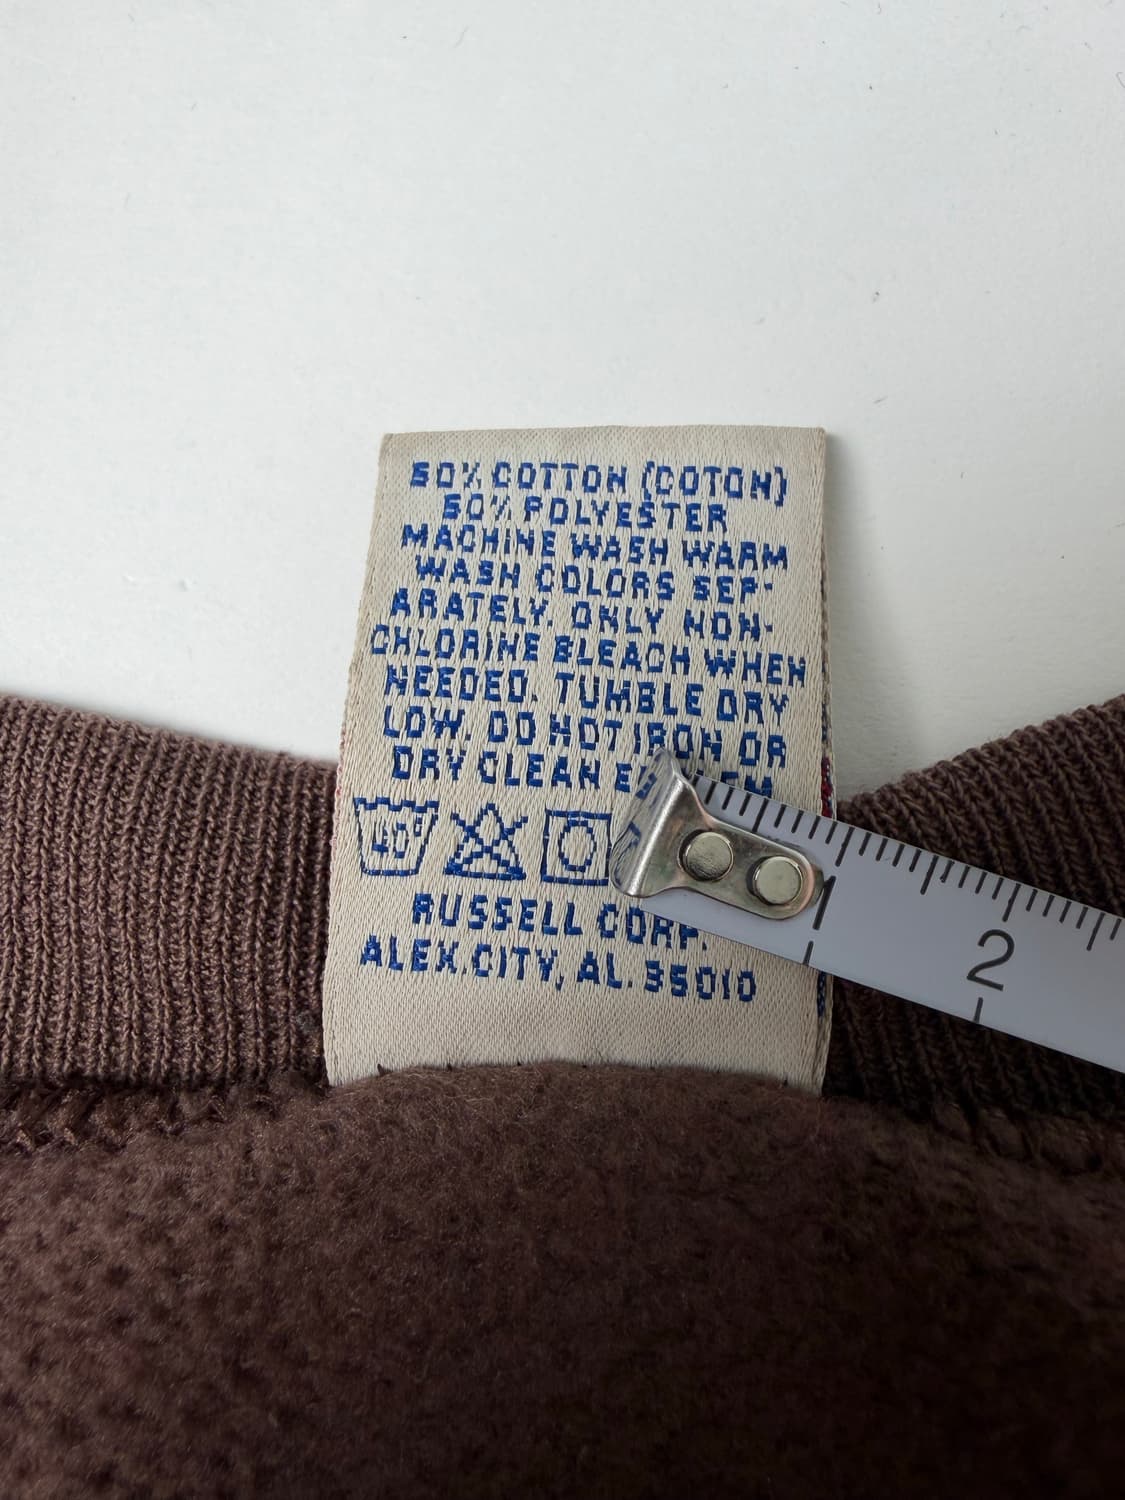 50% COTTON (COTON)
50% POLYESTER
MACHINE WASH WARM
WASH COLORS SEP-
ARATELY. ONLY NON-
CHLORINE BLEACH WHEN
NEEDED. TUMBLE DRY
LOW. DO NOT IRON OR
DRY CLEAN
40°
RUSSELL CORP.
ALEX.CITY, AL. 35010
1
2